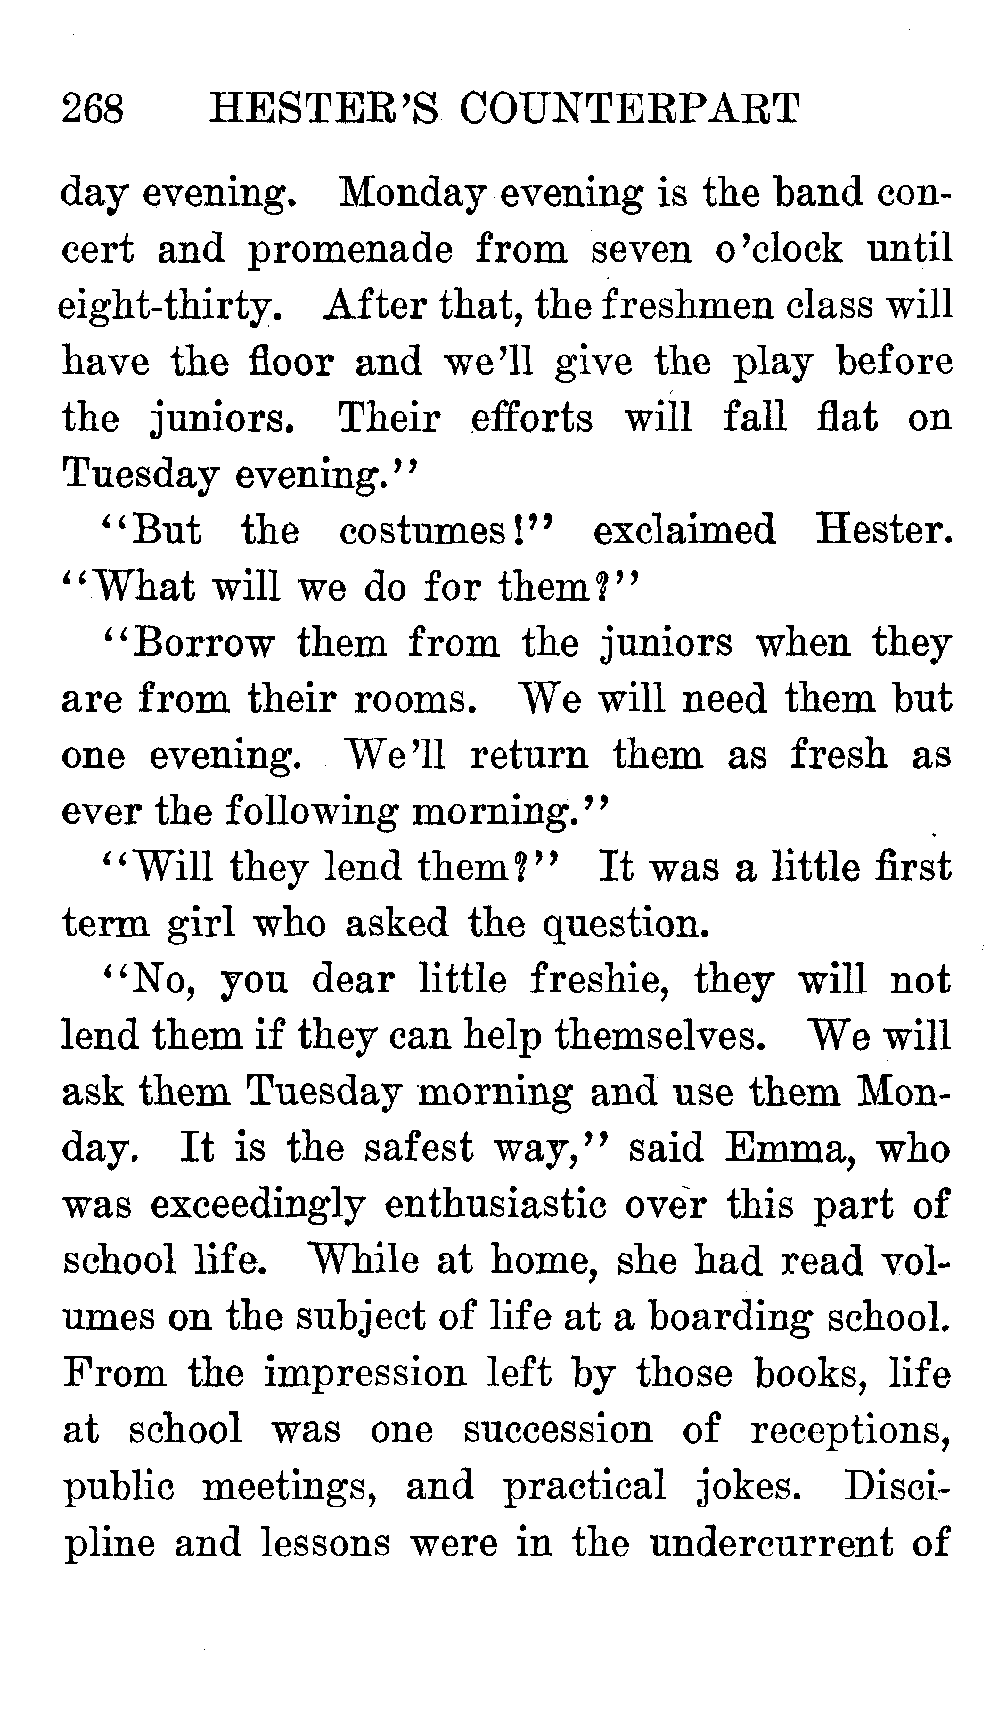 268 HESTER'S COUNTERPART
day evening. Monday evening is the band con-
cert and promenade from seven o'clock until
eight-thirty. After that, the freshmen class will
have the floor and we'll give the play before
the juniors. Their efforts will fall flat on
Tuesday evening.''
``But the costumes!'' exclaimed Hester.
``What will we do for them?''
``Borrow them from the juniors when they
are from their rooms. We will need them but
one evening. We'll return them as fresh as
ever the following morning.''
``Will they lend them?'' It was a little first
term girl who asked the question.
``No, you dear little freshie, they will not
lend them if they can help themselves. We will
ask them Tuesday morning and use them Mon-
day. It is the safest way,'' said Emma, who
was exceedingly enthusiastic over this part of
school life. While at home, she had read vol-
umes on the subject of life at a boarding school.
From the impression left by those books, life
at school was one succession of receptions,
public meetings, and practical jokes. Disci-
pline and lessons were in the undercurrent of